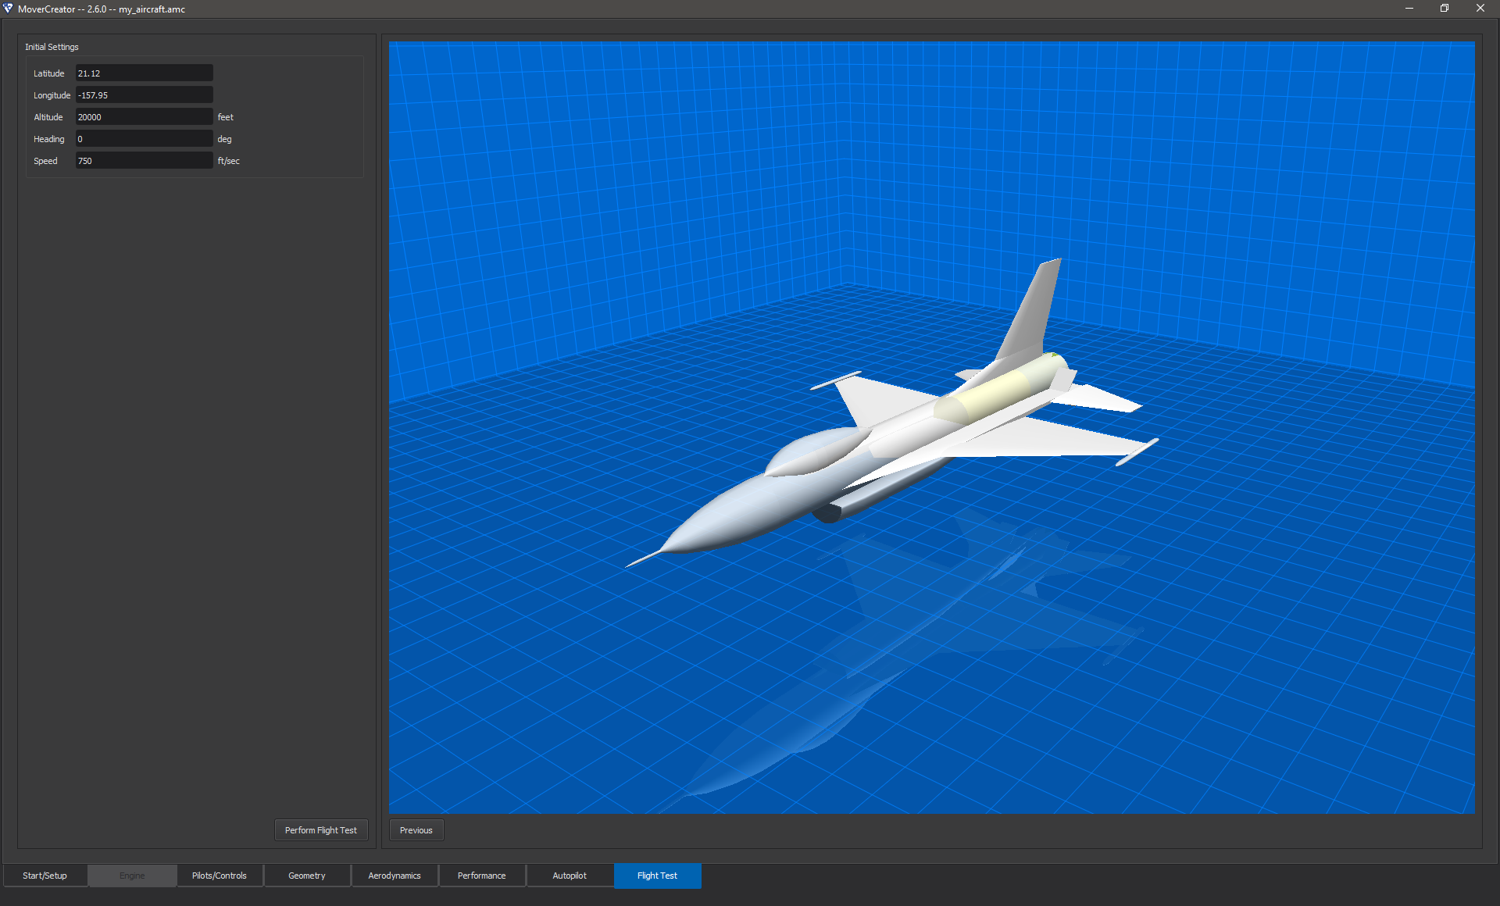 MoverCreator -- 2.6.0 -- my_aircraft.amc
Initial Settings
Latitude 21.12
Longitude -157.95
Altitude 20000 feet
Heading 0 deg
Speed 750 ft/sec
Perform Flight Test Previous
Start/Setup Engine Pilots/Controls Geometry Aerodynamics Performance Autopilot Flight Test